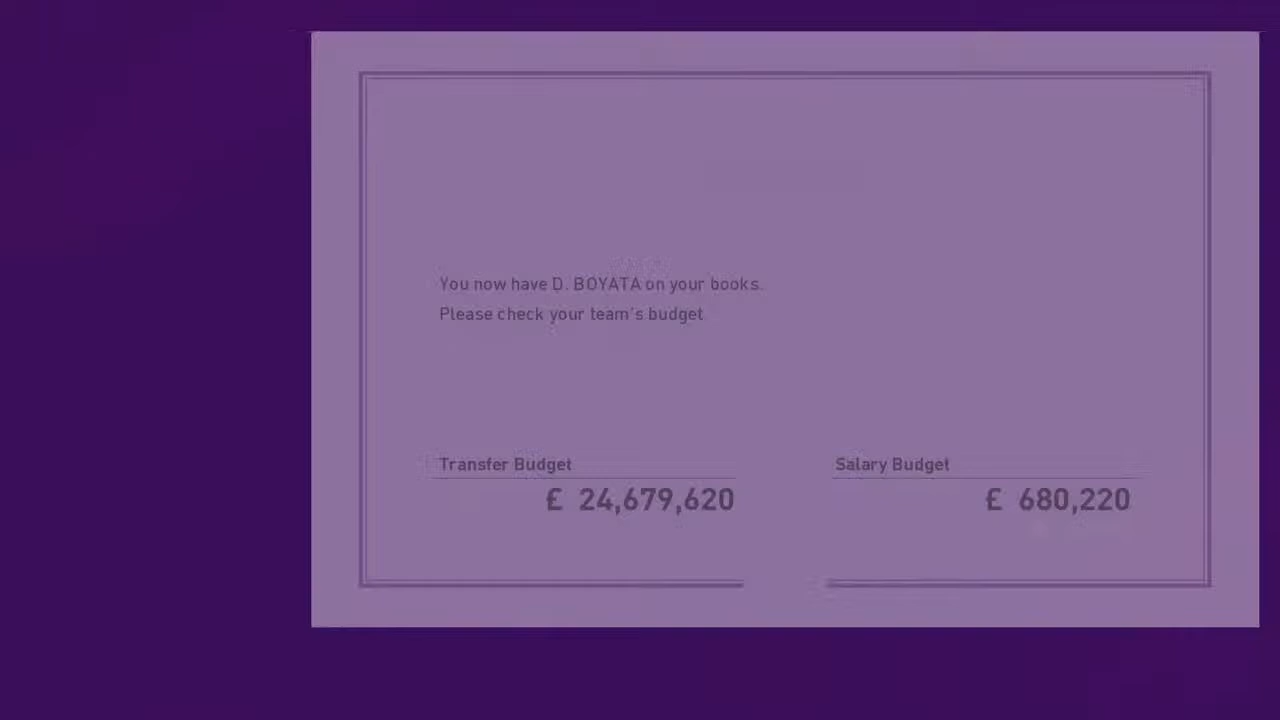 You now have D. BOYATA on your books.
Please check your team's budget.
Transfer Budget
£ 24,679,620
Salary Budget
£ 680,220